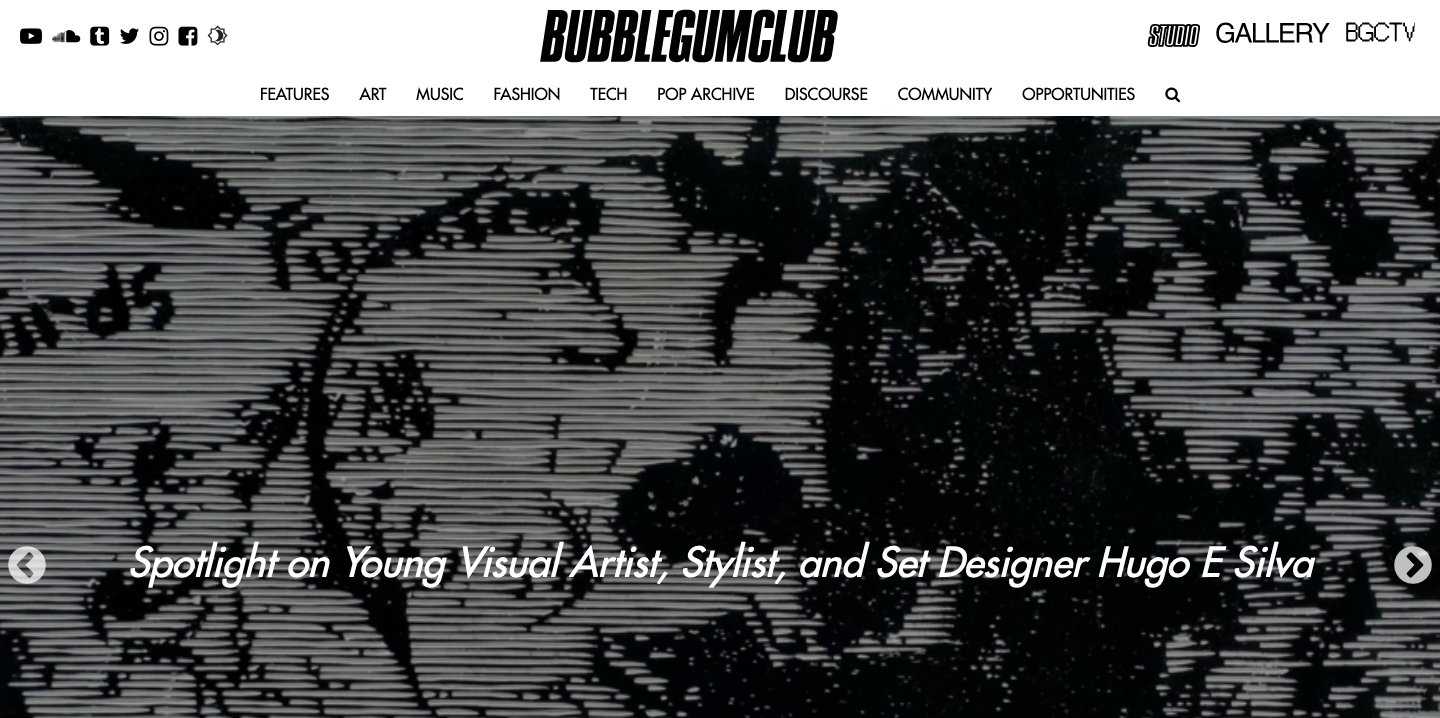 BUBBLEGUMCLUB
STUDIO GALLERY BGCTV
FEATURES ART MUSIC FASHION TECH POP ARCHIVE DISCOURSE COMMUNITY OPPORTUNITIES
Spotlight on Young Visual Artist, Stylist, and Set Designer Hugo E Silva